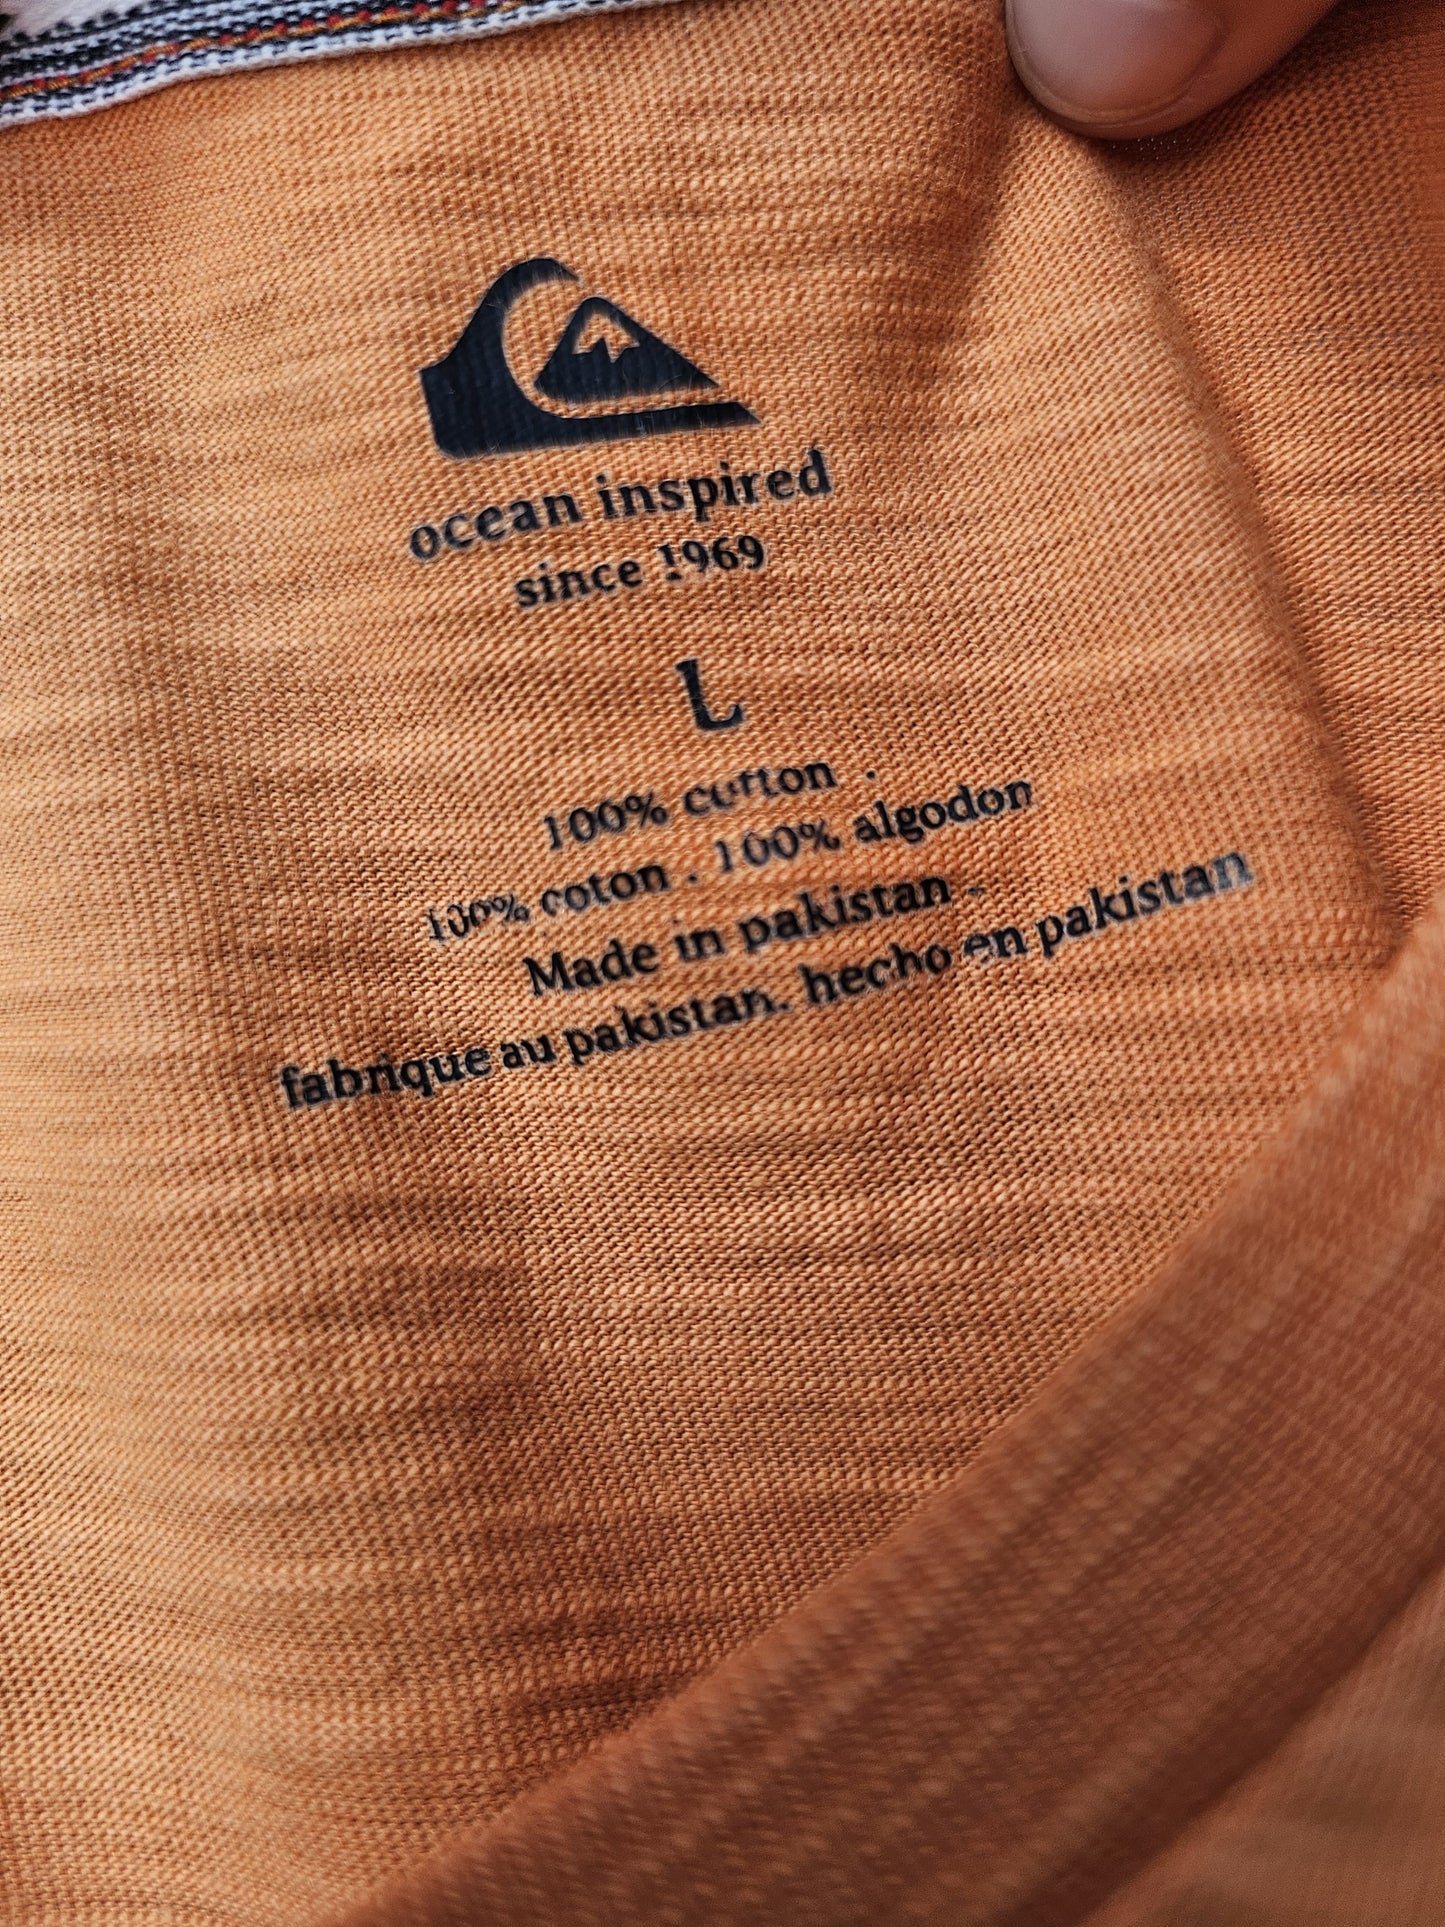 ocean inspired
since 1969
L
100% cotton .
100% coton . 100% algodon
Made in pakistan .
fabrique au pakistan. hecho en pakistan